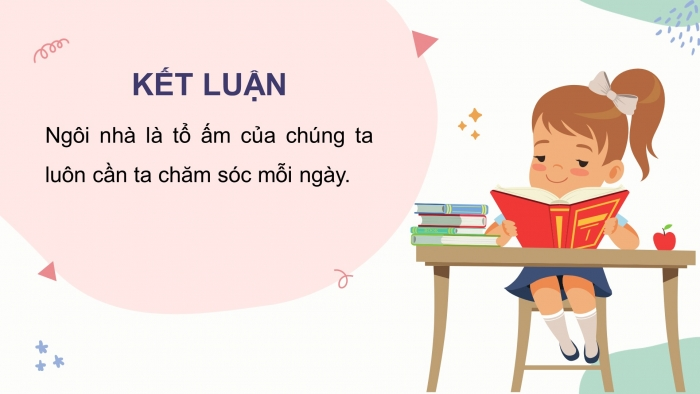 KẾT LUẬN
Ngôi nhà là tổ ấm của chúng ta
luôn cần ta chăm sóc mỗi ngày.